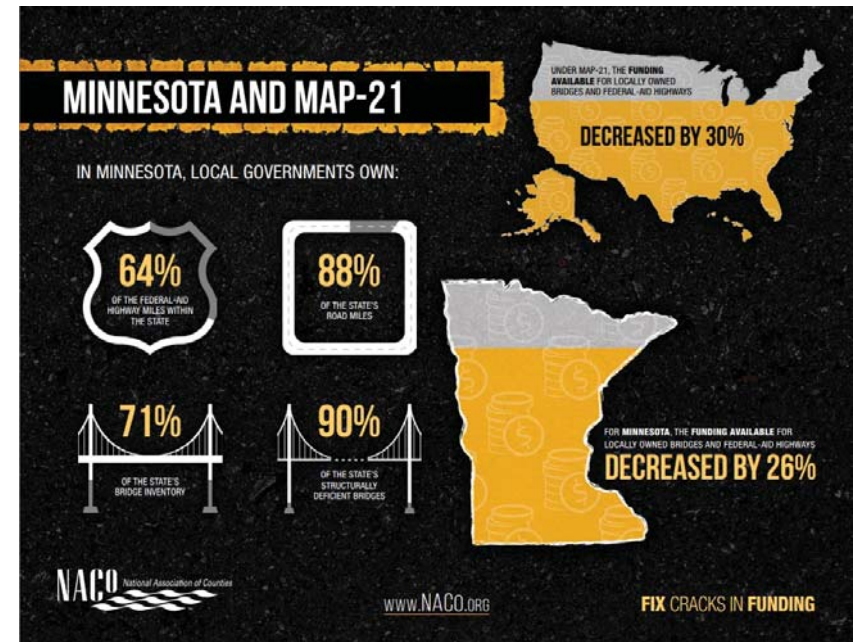 MINNESOTA AND MAP-21
UNDER MAP-21, THE FUNDING
AVAILABLE FOR LOCALLY OWNED
BRIDGES AND FEDERAL-AID HIGHWAYS
DECREASED BY 30%
IN MINNESOTA, LOCAL GOVERNMENTS OWN:
64%
OF THE FEDERAL-AID
HIGHWAY MILES WITHIN
THE STATE
88%
OF THE STATE'S
ROAD MILES
71%
OF THE STATE'S
BRIDGE INVENTORY
90%
OF THE STATE'S
STRUCTURALLY
DEFICIENT BRIDGES
FOR MINNESOTA, THE FUNDING AVAILABLE FOR
LOCALLY OWNED BRIDGES AND FEDERAL-AID HIGHWAYS
DECREASED BY 26%
NACo National Association of Counties
WWW.NACO.ORG
FIX CRACKS IN FUNDING